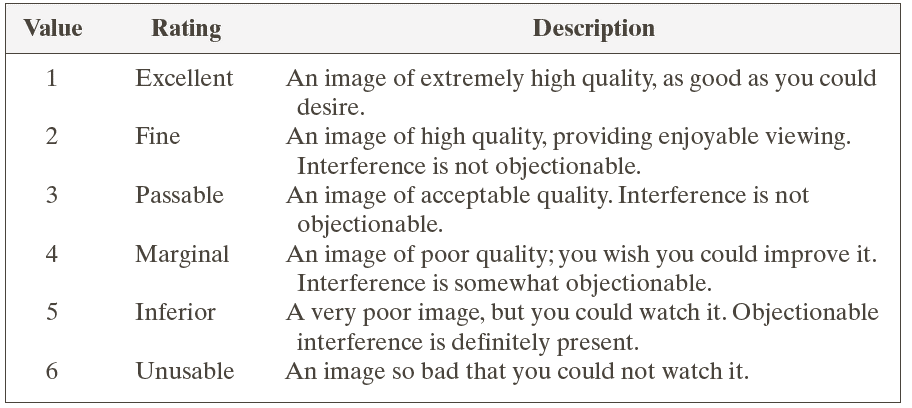 Value Rating Description
1 Excellent An image of extremely high quality, as good as you could
desire.
2 Fine An image of high quality, providing enjoyable viewing.
Interference is not objectionable.
3 Passable An image of acceptable quality. Interference is not
objectionable.
4 Marginal An image of poor quality; you wish you could improve it.
Interference is somewhat objectionable.
5 Inferior A very poor image, but you could watch it. Objectionable
interference is definitely present.
6 Unusable An image so bad that you could not watch it.